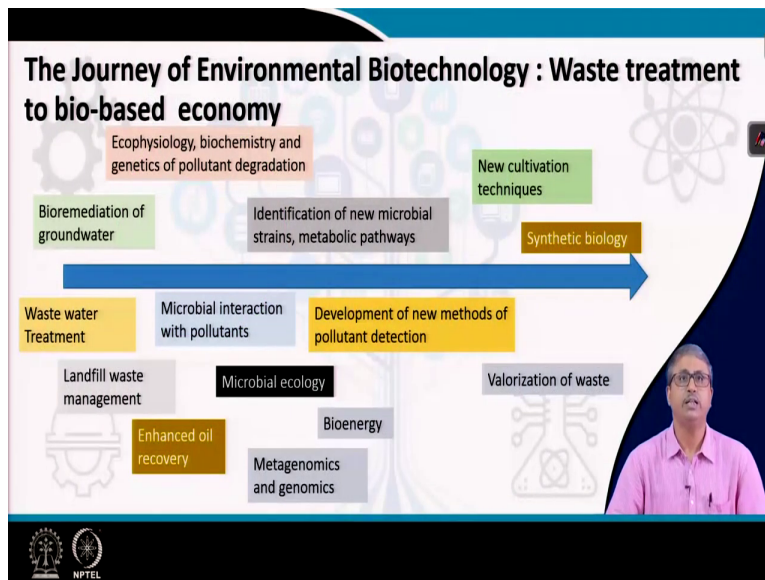 The Journey of Environmental Biotechnology : Waste treatment
to bio-based economy
Ecophysiology, biochemistry and
genetics of pollutant degradation
New cultivation
techniques
Bioremediation of
groundwater
Identification of new microbial
strains, metabolic pathways
Synthetic biology
Waste water
Treatment
Microbial interaction
with pollutants
Development of new methods of
pollutant detection
Landfill waste
management
Microbial ecology
Valorization of waste
Enhanced oil
recovery
Bioenergy
Metagenomics
and genomics
NPTEL